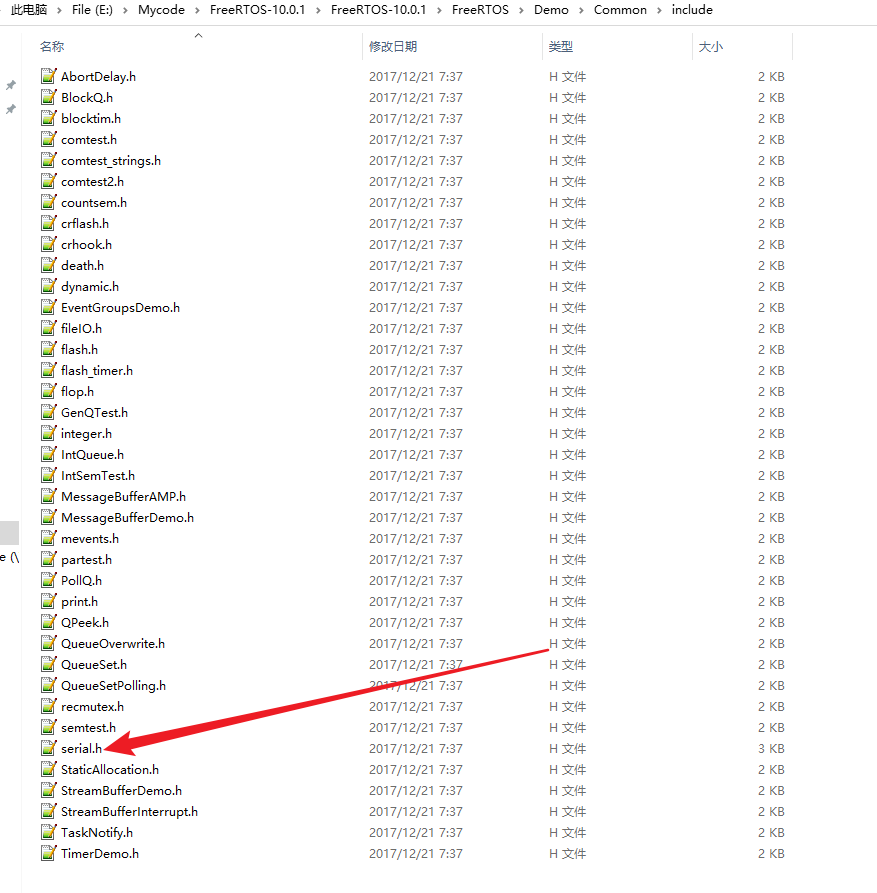 此电脑 › File (E:) › Mycode › FreeRTOS-10.0.1 › FreeRTOS-10.0.1 › FreeRTOS › Demo › Common › include
名称 修改日期 类型 大小
AbortDelay.h 2017/12/21 7:37 H 文件 2 KB
BlockQ.h 2017/12/21 7:37 H 文件 2 KB
blocktim.h 2017/12/21 7:37 H 文件 2 KB
comtest.h 2017/12/21 7:37 H 文件 2 KB
comtest_strings.h 2017/12/21 7:37 H 文件 2 KB
comtest2.h 2017/12/21 7:37 H 文件 2 KB
countsem.h 2017/12/21 7:37 H 文件 2 KB
crflash.h 2017/12/21 7:37 H 文件 2 KB
crhook.h 2017/12/21 7:37 H 文件 2 KB
death.h 2017/12/21 7:37 H 文件 2 KB
dynamic.h 2017/12/21 7:37 H 文件 2 KB
EventGroupsDemo.h 2017/12/21 7:37 H 文件 2 KB
fileIO.h 2017/12/21 7:37 H 文件 2 KB
flash.h 2017/12/21 7:37 H 文件 2 KB
flash_timer.h 2017/12/21 7:37 H 文件 2 KB
flop.h 2017/12/21 7:37 H 文件 2 KB
GenQTest.h 2017/12/21 7:37 H 文件 2 KB
integer.h 2017/12/21 7:37 H 文件 2 KB
IntQueue.h 2017/12/21 7:37 H 文件 2 KB
IntSemTest.h 2017/12/21 7:37 H 文件 2 KB
MessageBufferAMP.h 2017/12/21 7:37 H 文件 2 KB
MessageBufferDemo.h 2017/12/21 7:37 H 文件 2 KB
mevents.h 2017/12/21 7:37 H 文件 2 KB
e (\
partest.h 2017/12/21 7:37 H 文件 2 KB
PollQ.h 2017/12/21 7:37 H 文件 2 KB
print.h 2017/12/21 7:37 H 文件 2 KB
QPeek.h 2017/12/21 7:37 H 文件 2 KB
QueueOverwrite.h 2017/12/21 7:37 H 文件 2 KB
QueueSet.h 2017/12/21 7:37 H 文件 2 KB
QueueSetPolling.h 2017/12/21 7:37 H 文件 2 KB
recmutex.h 2017/12/21 7:37 H 文件 2 KB
semtest.h 2017/12/21 7:37 H 文件 2 KB
serial.h 2017/12/21 7:37 H 文件 3 KB
StaticAllocation.h 2017/12/21 7:37 H 文件 2 KB
StreamBufferDemo.h 2017/12/21 7:37 H 文件 2 KB
StreamBufferInterrupt.h 2017/12/21 7:37 H 文件 2 KB
TaskNotify.h 2017/12/21 7:37 H 文件 2 KB
TimerDemo.h 2017/12/21 7:37 H 文件 2 KB